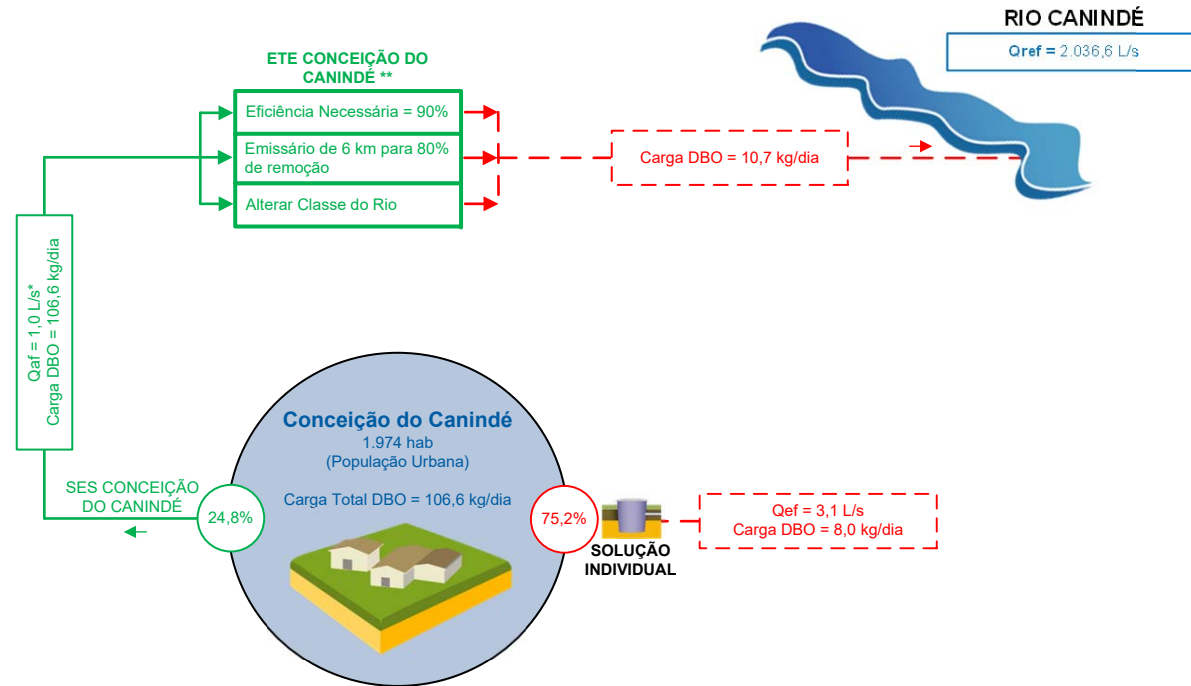 RIO CANINDÉ
Qref = 2.036,6 L/s
ETE CONCEIÇÃO DO
CANINDÉ **
Eficiência Necessária = 90%
Emissário de 6 km para 80%
de remoção
Alterar Classe do Rio
Carga DBO = 10,7 kg/dia
Qaf = 1,0 L/s*
Carga DBO = 106,6 kg/dia
Conceição do Canindé
1.974 hab
(População Urbana)
Carga Total DBO = 106,6 kg/dia
SES CONCEIÇÃO
DO CANINDÉ
24,8%
75,2%
SOLUÇÃO
INDIVIDUAL
Qef = 3,1 L/s
Carga DBO = 8,0 kg/dia